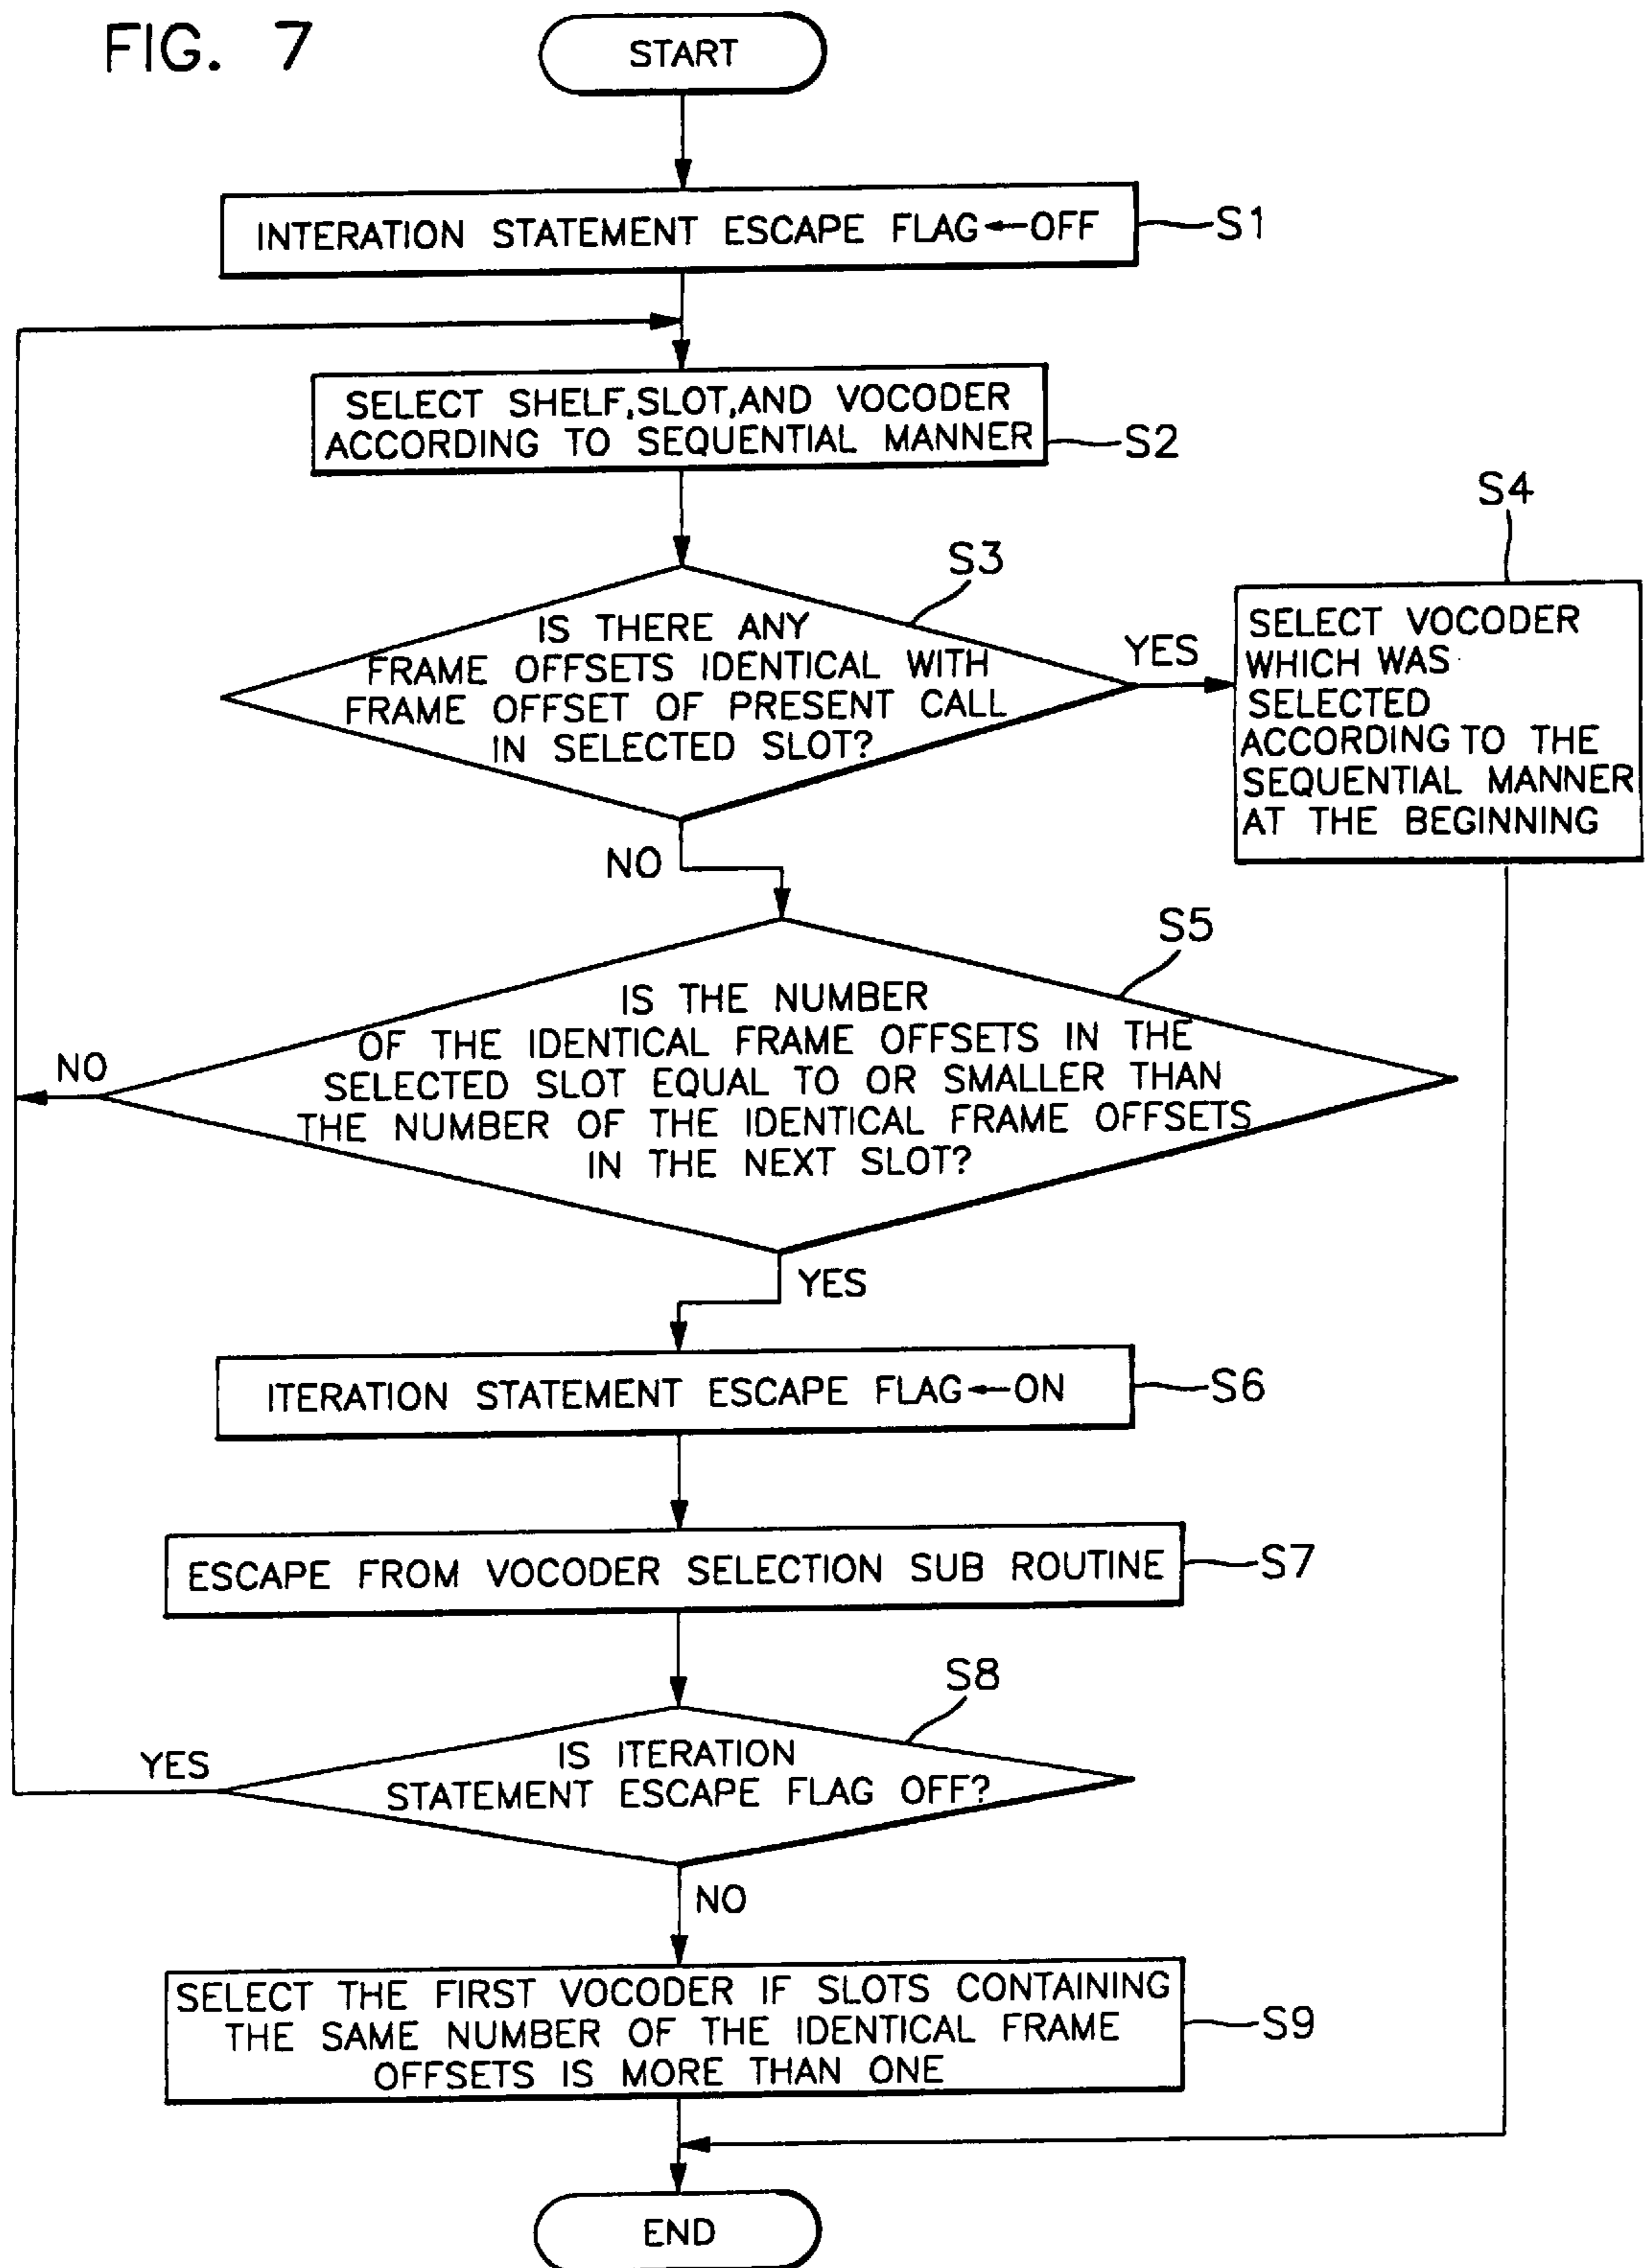 FIG. 7
START
INTERATION STATEMENT ESCAPE FLAG←OFF
S1
SELECT SHELF,SLOT,AND VOCODER
ACCORDING TO SEQUENTIAL MANNER
S2
S3
IS THERE ANY
FRAME OFFSETS IDENTICAL WITH
FRAME OFFSET OF PRESENT CALL
IN SELECTED SLOT?
YES
S4
SELECT VOCODER
WHICH WAS
SELECTED
ACCORDING TO THE
SEQUENTIAL MANNER
AT THE BEGINNING
NO
S5
IS THE NUMBER
OF THE IDENTICAL FRAME OFFSETS IN THE
SELECTED SLOT EQUAL TO OR SMALLER THAN
THE NUMBER OF THE IDENTICAL FRAME OFFSETS
IN THE NEXT SLOT?
NO
YES
ITERATION STATEMENT ESCAPE FLAG←ON
S6
ESCAPE FROM VOCODER SELECTION SUB ROUTINE
S7
S8
IS ITERATION
STATEMENT ESCAPE FLAG OFF?
YES
NO
SELECT THE FIRST VOCODER IF SLOTS CONTAINING
THE SAME NUMBER OF THE IDENTICAL FRAME
OFFSETS IS MORE THAN ONE
S9
END